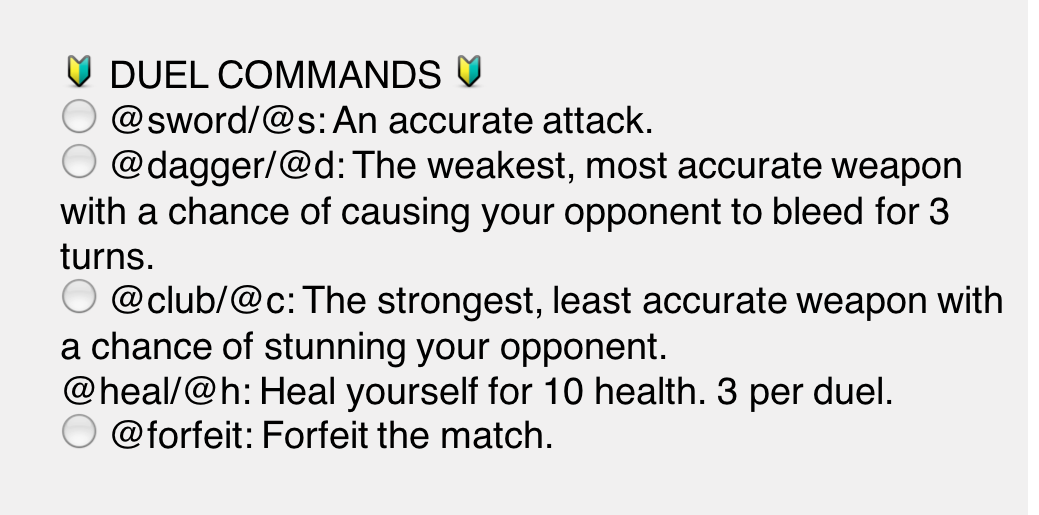 🔰 DUEL COMMANDS 🔰
⚪ @sword/@s: An accurate attack.
⚪ @dagger/@d: The weakest, most accurate weapon
with a chance of causing your opponent to bleed for 3
turns.
⚪ @club/@c: The strongest, least accurate weapon with
a chance of stunning your opponent.
@heal/@h: Heal yourself for 10 health. 3 per duel.
⚪ @forfeit: Forfeit the match.